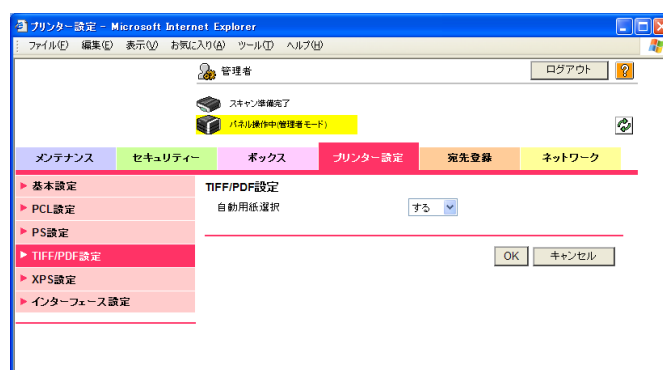 プリンター設定 - Microsoft Internet Explorer
ファイル(F) 編集(E) 表示(V) お気に入り(A) ツール(T) ヘルプ(H)
管理者 ログアウト ?
スキャン準備完了
パネル操作中(管理者モード)
メンテナンス セキュリティー ボックス プリンター設定 宛先登録 ネットワーク
基本設定
PCL設定
PS設定
TIFF/PDF設定
XPS設定
インターフェース設定
TIFF/PDF設定
自動用紙選択 する
OK キャンセル